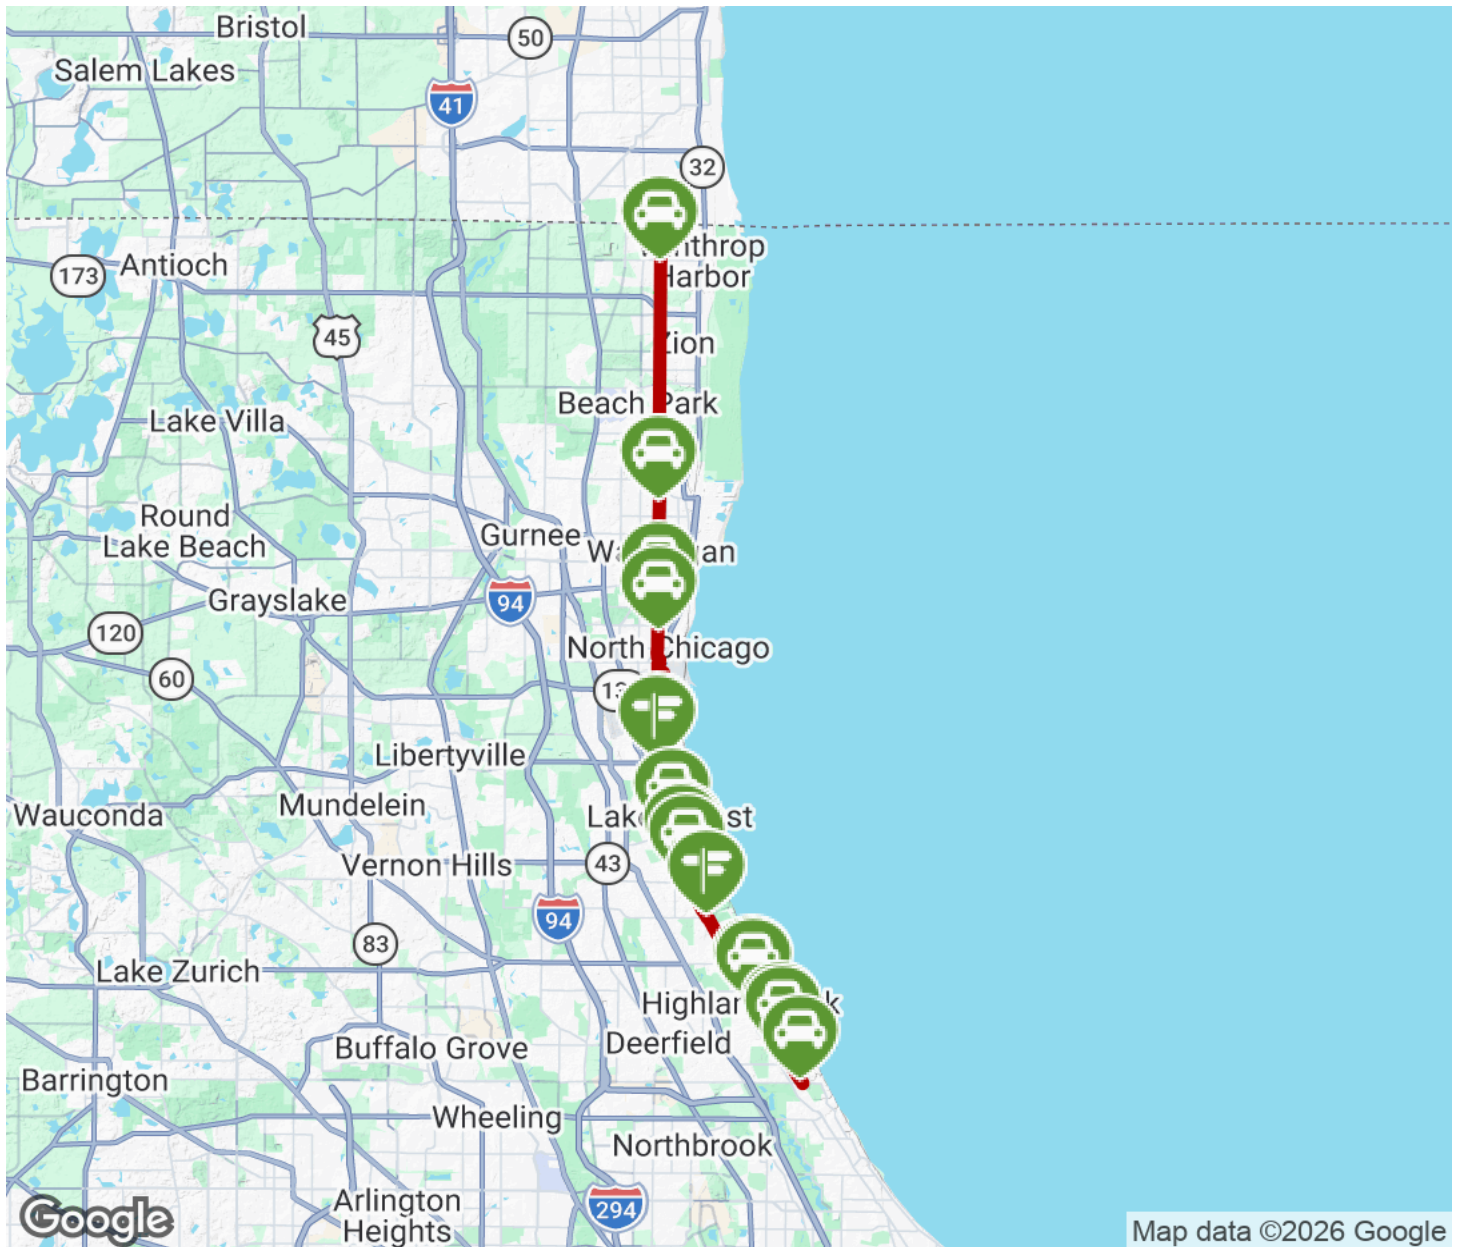 Bristol
50
Salem Lakes
41
32
Antioch
173
Harbor
45
Zion
Beach Park
Lake Villa
Round
Lake Beach
Gurnee
Grayslake
94
120
North Chicago
60
Libertyville
Mundelein
Wauconda
Vernon Hills
43
94
83
Lake Zurich
Deerfield
Buffalo Grove
Barrington
Wheeling
Northbrook
Arlington
Heights
294
Google
Map data ©2026 Google